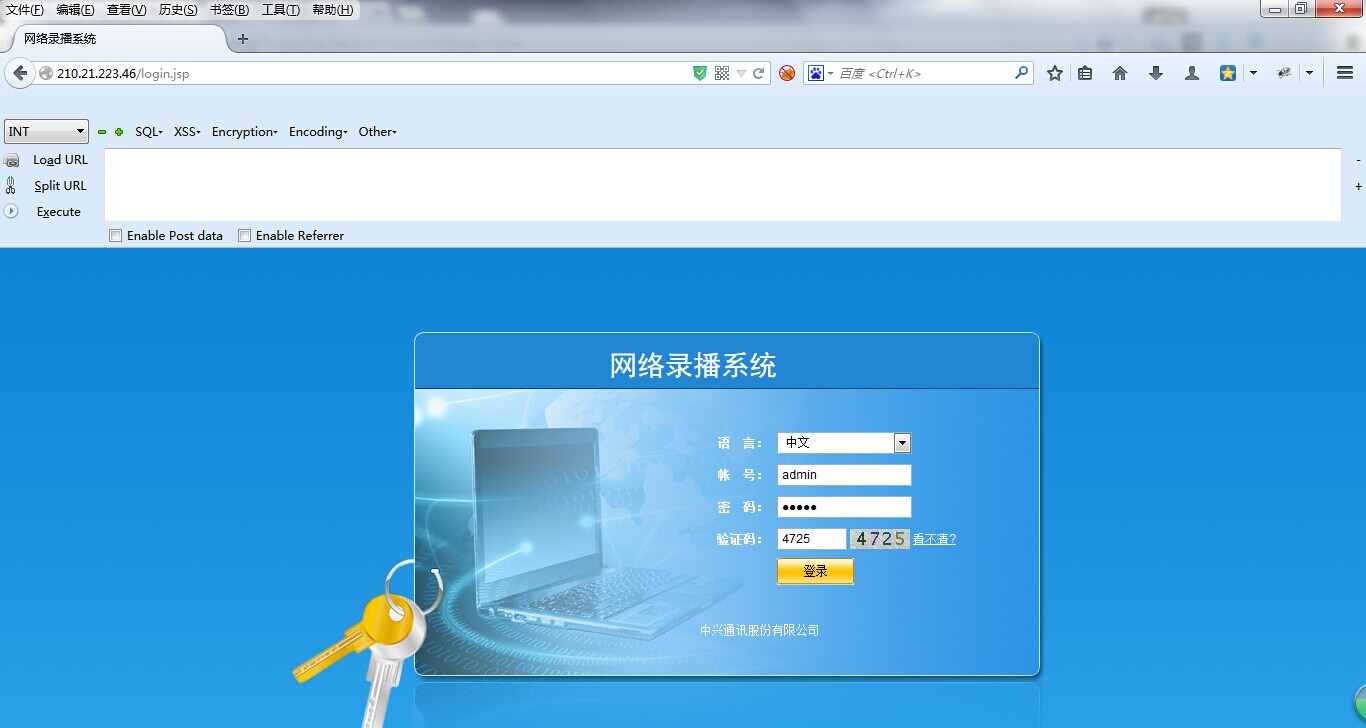 文件(F) 编辑(E) 查看(V) 历史(S) 书签(B) 工具(T) 帮助(H)
网络录播系统
210.21.223.46/login.jsp 百度 <Ctrl+K>
INT SQL XSS Encryption Encoding Other
Load URL
Split URL
Execute
Enable Post data Enable Referrer
网络录播系统
语 言： 中文
帐 号： admin
密 码： ●●●●●
验证码： 4725 4725 看不清?
登录
中兴通讯股份有限公司